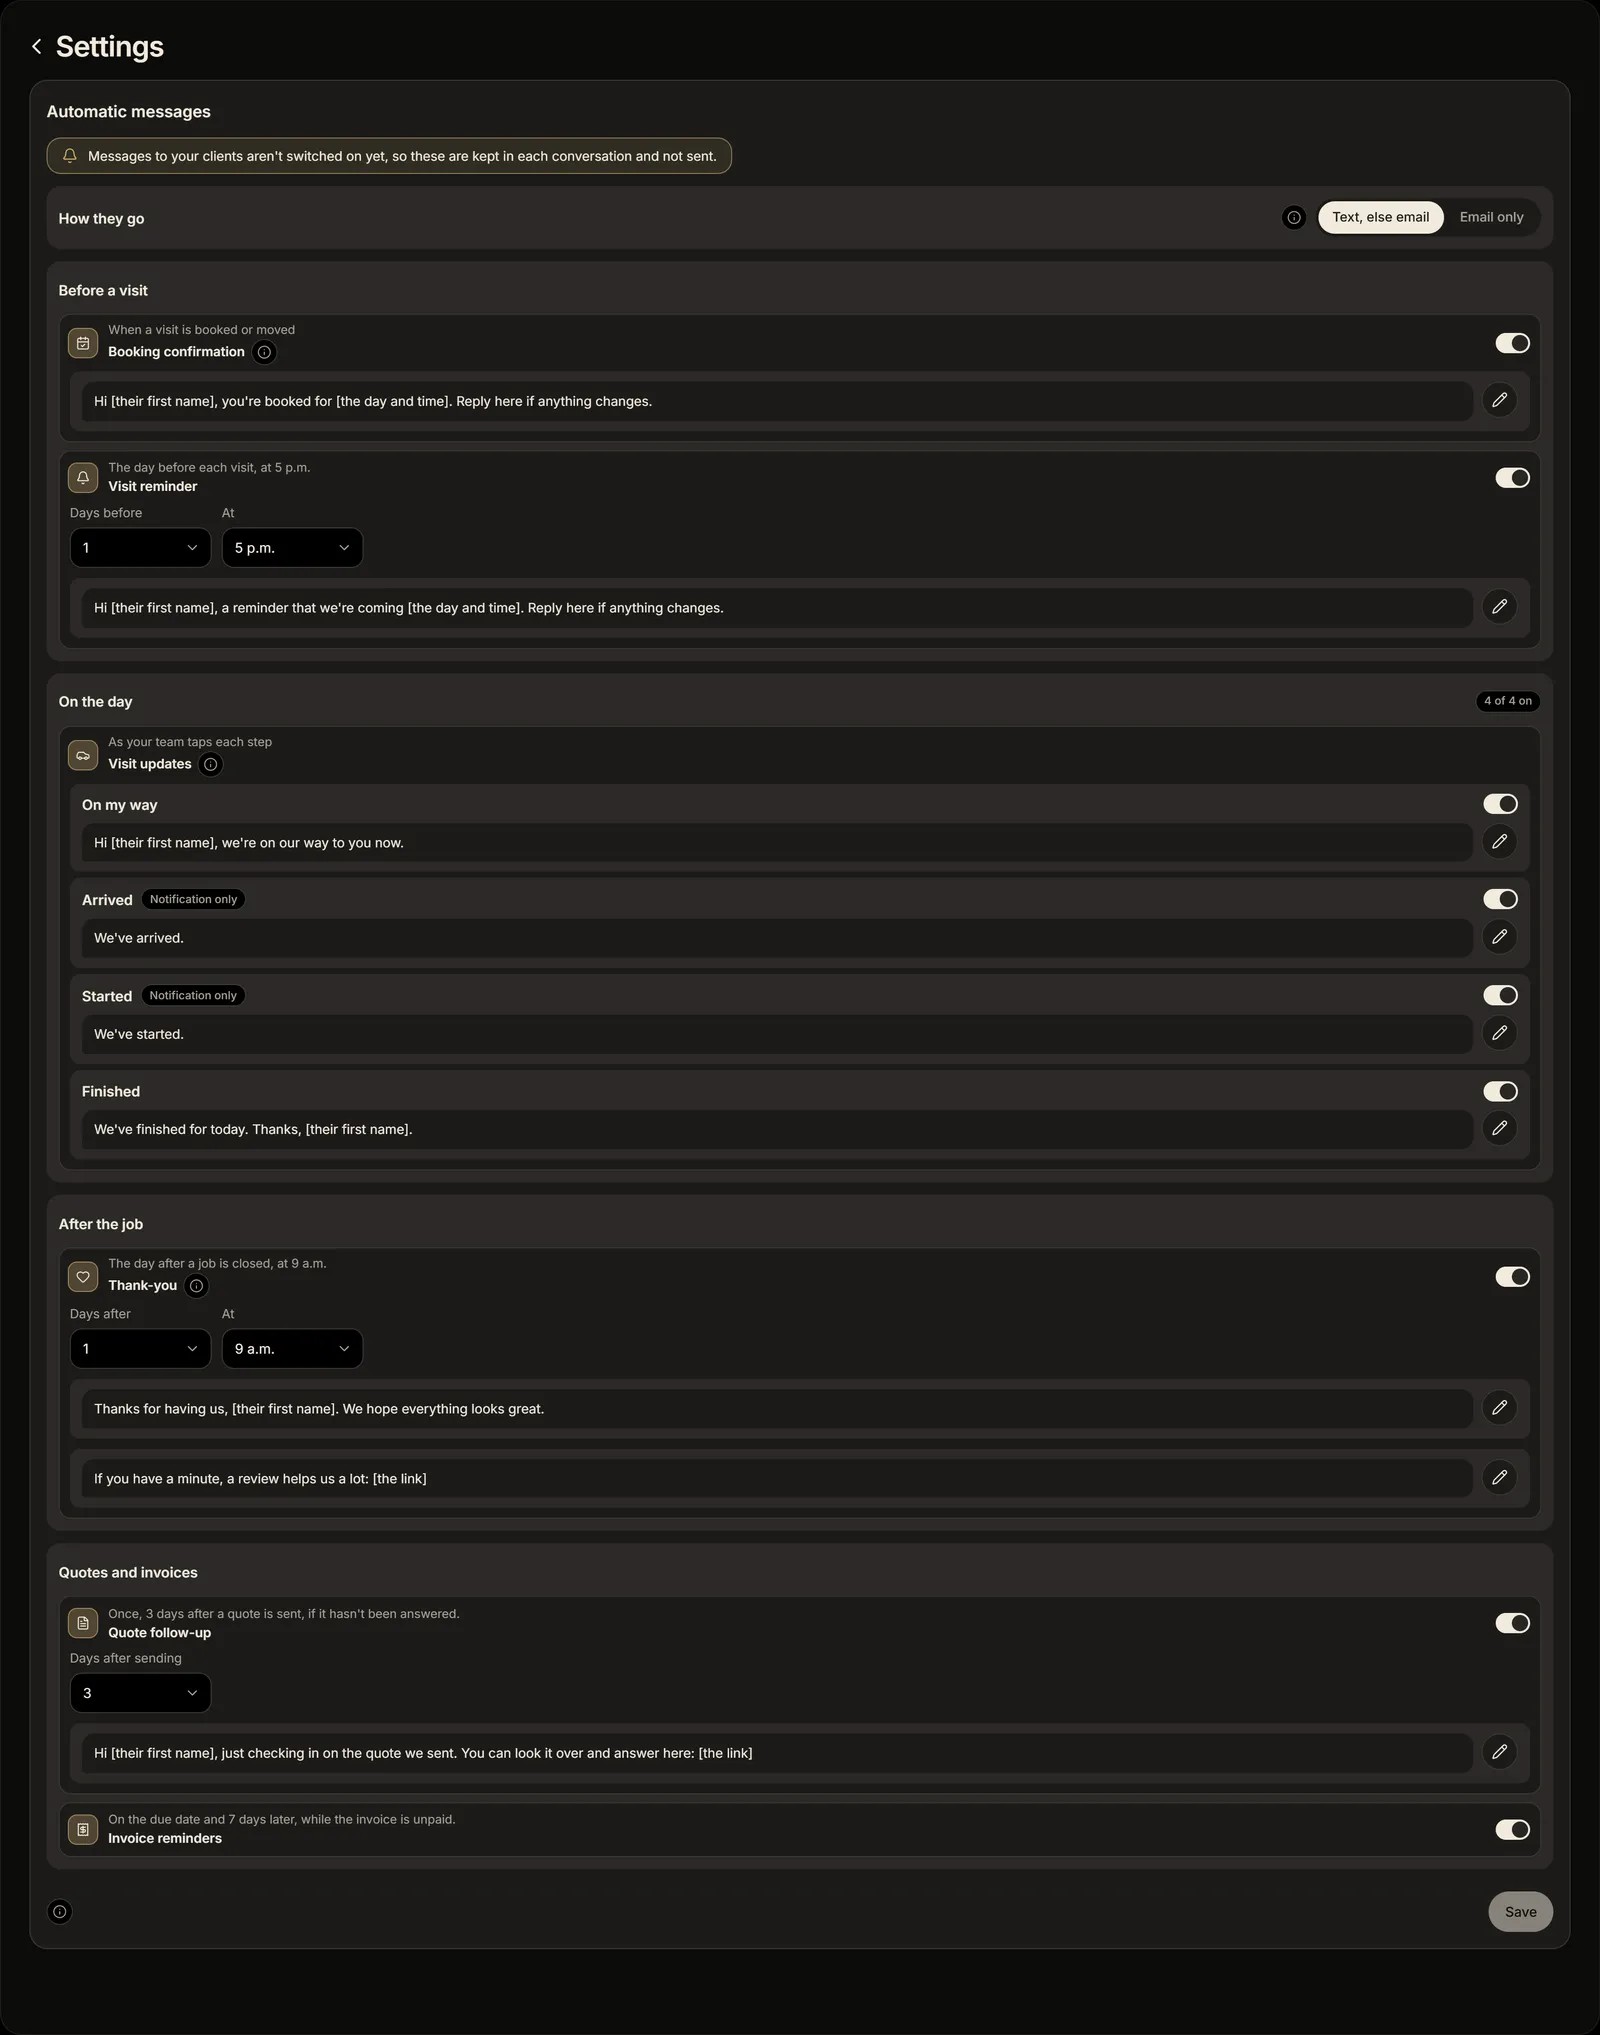 Settings
Automatic messages
Messages to your clients aren't switched on yet, so these are kept in each conversation and not sent.
How they go
Text, else email
Email only
Before a visit
When a visit is booked or moved
Booking confirmation
Hi [their first name], you're booked for [the day and time]. Reply here if anything changes.
The day before each visit, at 5 p.m.
Visit reminder
Days before
At
1
5 p.m.
Hi [their first name], a reminder that we're coming [the day and time]. Reply here if anything changes.
On the day
4 of 4 on
As your team taps each step
Visit updates
On my way
Hi [their first name], we're on our way to you now.
Arrived
Notification only
We've arrived.
Started
Notification only
We've started.
Finished
We've finished for today. Thanks, [their first name].
After the job
The day after a job is closed, at 9 a.m.
Thank-you
Days after
At
1
9 a.m.
Thanks for having us, [their first name]. We hope everything looks great.
If you have a minute, a review helps us a lot: [the link]
Quotes and invoices
Once, 3 days after a quote is sent, if it hasn't been answered.
Quote follow-up
Days after sending
3
Hi [their first name], just checking in on the quote we sent. You can look it over and answer here: [the link]
On the due date and 7 days later, while the invoice is unpaid.
Invoice reminders
Save